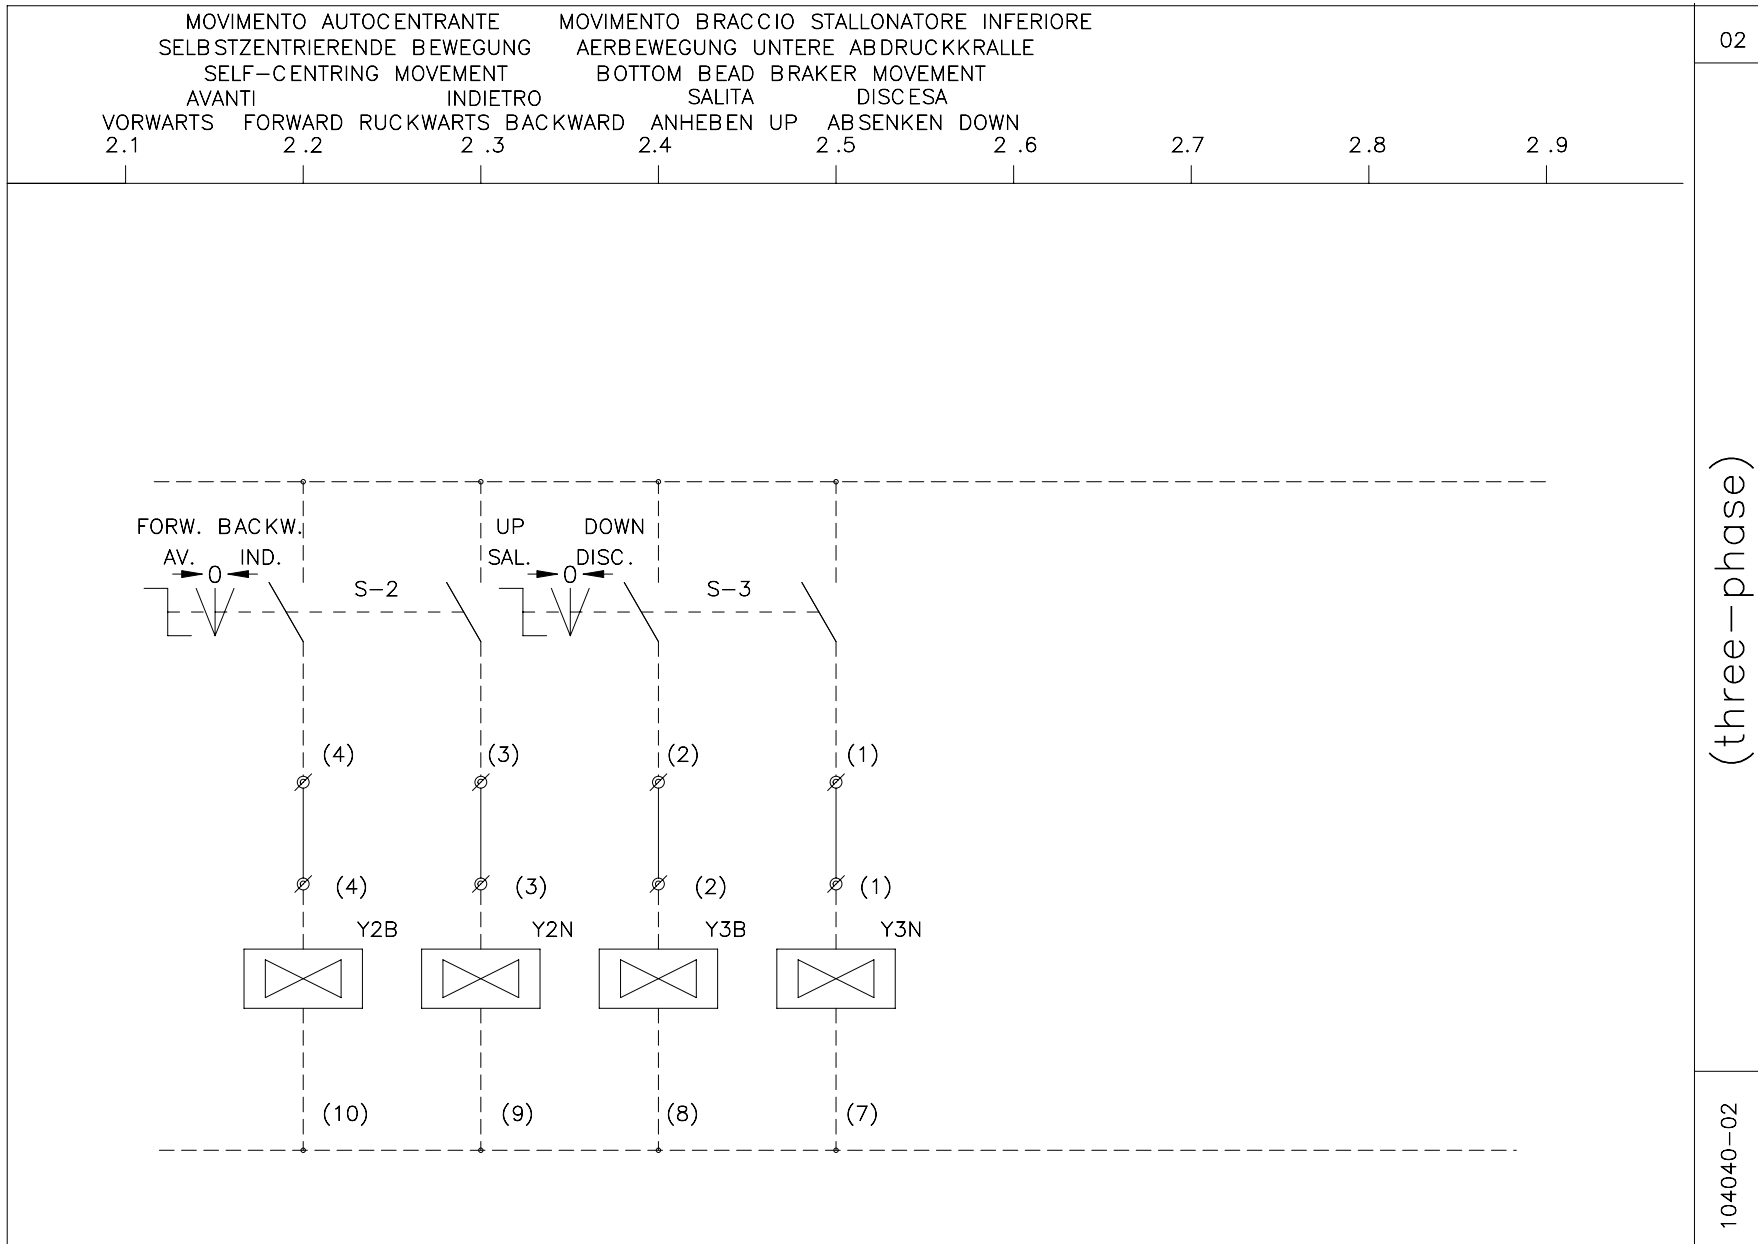 MOVIMENTO AUTOCENTRANTE MOVIMENTO BRACCIO STALLONATORE INFERIORE
SELBSTZENTRIERENDE BEWEGUNG AERBEWEGUNG UNTERE ABDRUCKKRALLE
SELF-CENTRING MOVEMENT BOTTOM BEAD BRAKER MOVEMENT
AVANTI INDIETRO SALITA DISCESA
VORWARTS FORWARD RUCKWARTS BACKWARD ANHEBEN UP ABSENKEN DOWN
2.1 2.2 2.3 2.4 2.5 2.6 2.7 2.8 2.9
02
FORW. BACKW. UP DOWN
AV. IND. SAL. DISC.
0 0
S-2 S-3
(4) (3) (2) (1)
(4) (3) (2) (1)
Y2B Y2N Y3B Y3N
(10) (9) (8) (7)
(three-phase)
104040-02